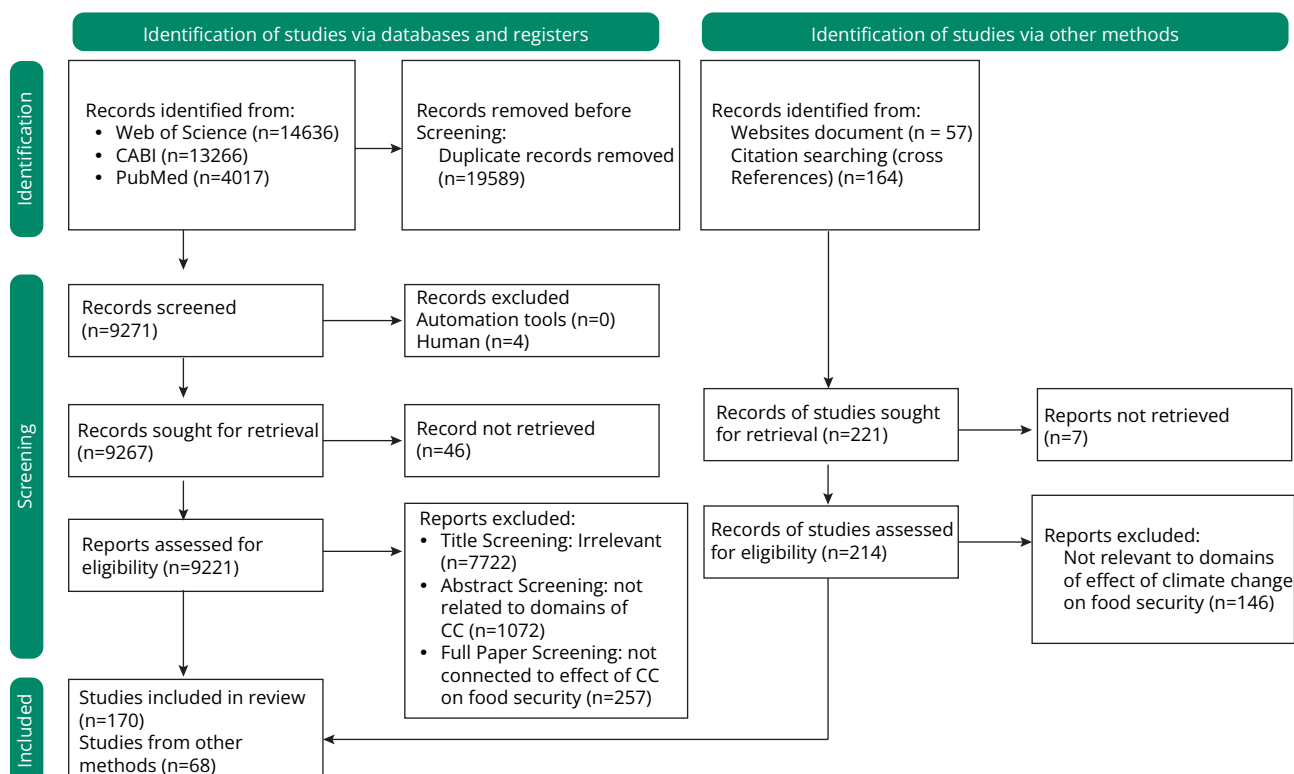 Identification of studies via databases and registers
Identification of studies via other methods
Identification
Records identified from:
• Web of Science (n=14636)
• CABI (n=13266)
• PubMed (n=4017)
Records removed before
Screening:
Duplicate records removed
(n=19589)
Records identified from:
Websites document (n = 57)
Citation searching (cross
References) (n=164)
Screening
Records screened
(n=9271)
Records excluded
Automation tools (n=0)
Human (n=4)
Records sought for retrieval
(n=9267)
Record not retrieved
(n=46)
Records of studies sought
for retrieval (n=221)
Reports not retrieved
(n=7)
Reports assessed for
eligibility (n=9221)
Reports excluded:
• Title Screening: Irrelevant
(n=7722)
• Abstract Screening: not
related to domains of
CC (n=1072)
• Full Paper Screening: not
connected to effect of CC
on food security (n=257)
Records of studies assessed
for eligibility (n=214)
Reports excluded:
Not relevant to domains
of effect of climate change
on food security (n=146)
Included
Studies included in review
(n=170)
Studies from other
methods (n=68)